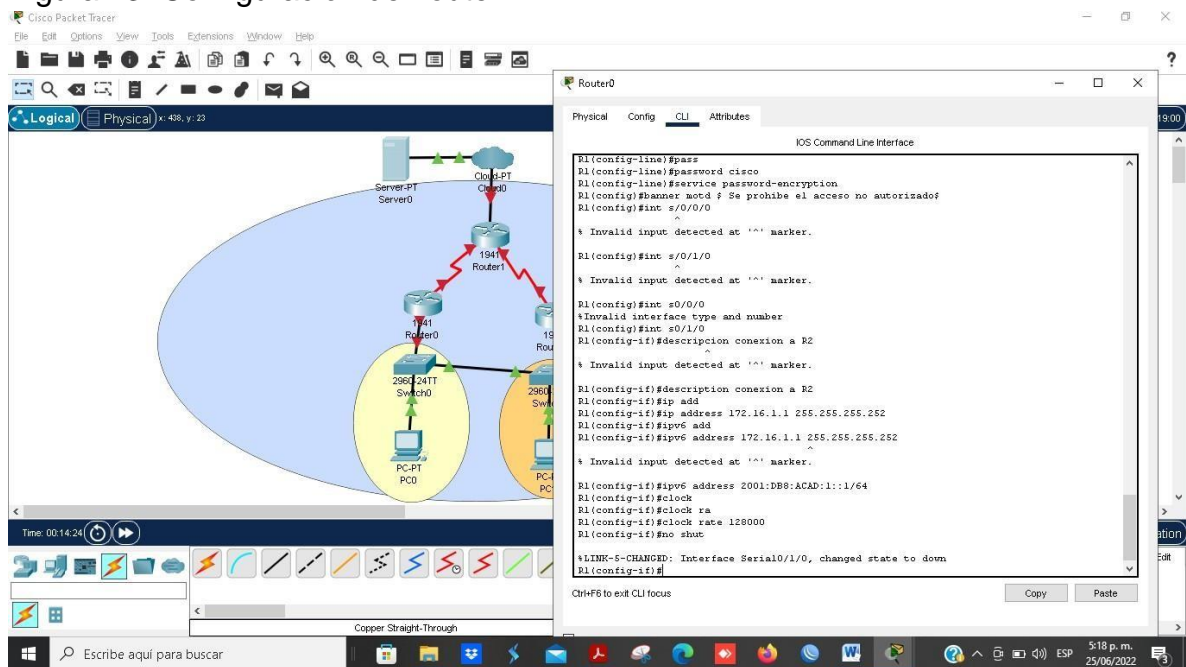 Cisco Packet Tracer
File Edit Options View Tools Extensions Window Help
?
Logical Physical x: 438, y: 23
19:00
Server-PT
Server0
Cloud-PT
Cloud0
1941
Router1
1941
Router0
19
Rou
2960-24TT
Switch0
2960
Swi
PC-PT
PC0
PC-
PC
Time: 00:14:24
Copper Straight-Through
Router0
Physical Config CLI Attributes
IOS Command Line Interface
R1(config-line)#pass
R1(config-line)#password cisco
R1(config-line)#service password-encryption
R1(config)#banner motd $ Se prohibe el acceso no autorizado$
R1(config)#int s/0/0/0
^
% Invalid input detected at '^' marker.
R1(config)#int s/0/1/0
^
% Invalid input detected at '^' marker.
R1(config)#int s0/0/0
%Invalid interface type and number
R1(config)#int s0/1/0
R1(config-if)#descripcion conexion a R2
^
% Invalid input detected at '^' marker.
R1(config-if)#description conexion a R2
R1(config-if)#ip add
R1(config-if)#ip address 172.16.1.1 255.255.255.252
R1(config-if)#ipv6 add
R1(config-if)#ipv6 address 172.16.1.1 255.255.255.252
^
% Invalid input detected at '^' marker.
R1(config-if)#ipv6 address 2001:DB8:ACAD:1::1/64
R1(config-if)#clock
R1(config-if)#clock ra
R1(config-if)#clock rate 128000
R1(config-if)#no shut
%LINK-5-CHANGED: Interface Serial0/1/0, changed state to down
R1(config-if)#
Ctrl+F6 to exit CLI focus
Copy Paste
ation
Edit
Escribe aquí para buscar
ESP
5:18 p. m.
25/06/2022